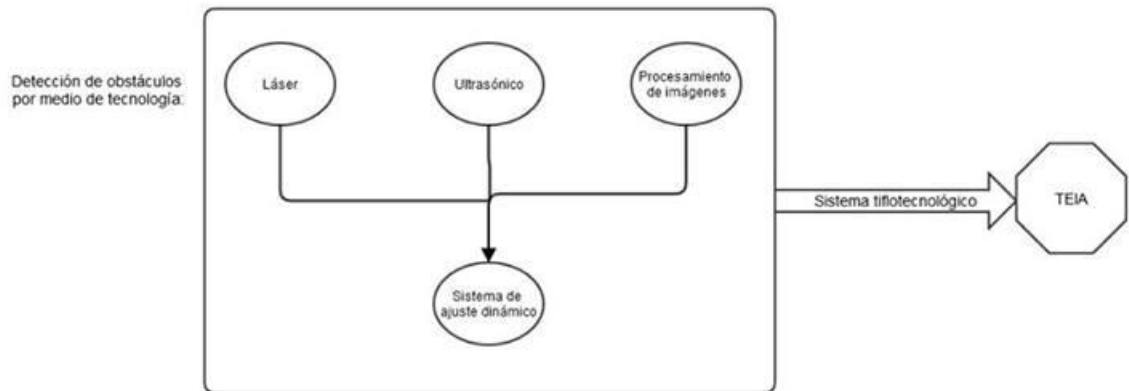 Detección de obstáculos
por medio de tecnología:
Láser
Ultrasónico
Procesamiento
de imágenes
Sistema de
ajuste dinámico
Sistema tiflotecnológico
TEIA